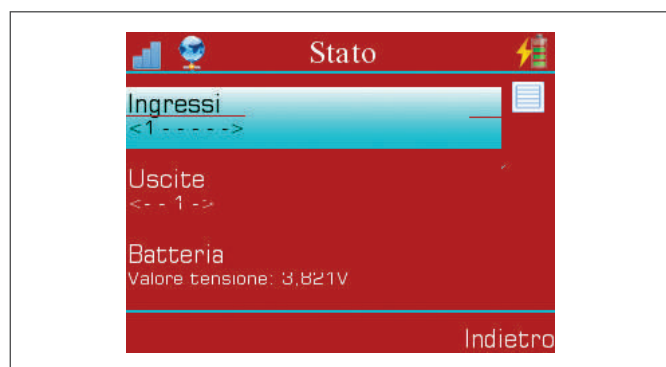 Stato
Ingressi
<1 - - - - ->
Uscite
<- - 1 ->
Batteria
Valore tensione: 3,821V
Indietro